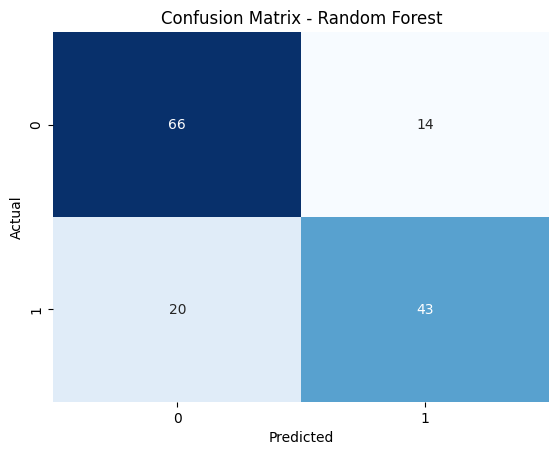 Confusion Matrix - Random Forest
Actual
0
66
14
1
20
43
0
1
Predicted